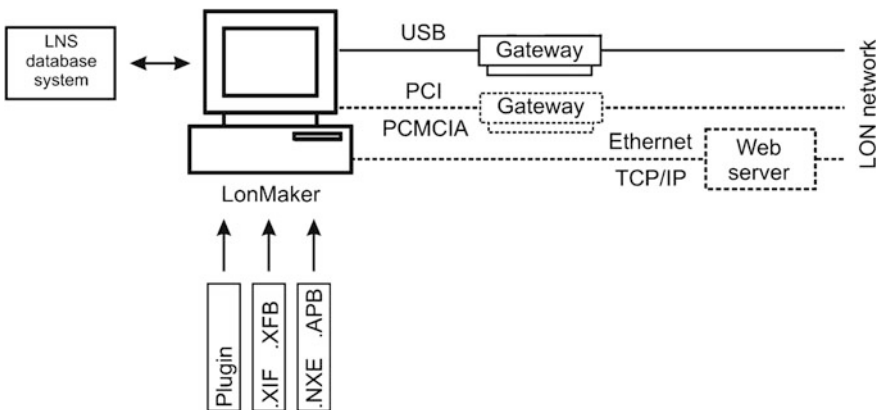 LNS
database
system
USB
Gateway
PCI
Gateway
PCMCIA
Ethernet
TCP/IP
Web
server
LON network
LonMaker
Plugin
.XIF .XFB
.NXE .APB